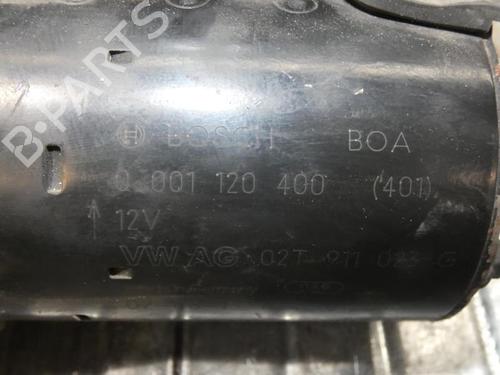 B-PARTS
BOSCH BOA
0 001 120 400 (401)
12V
VW AG 02T 911 023 G